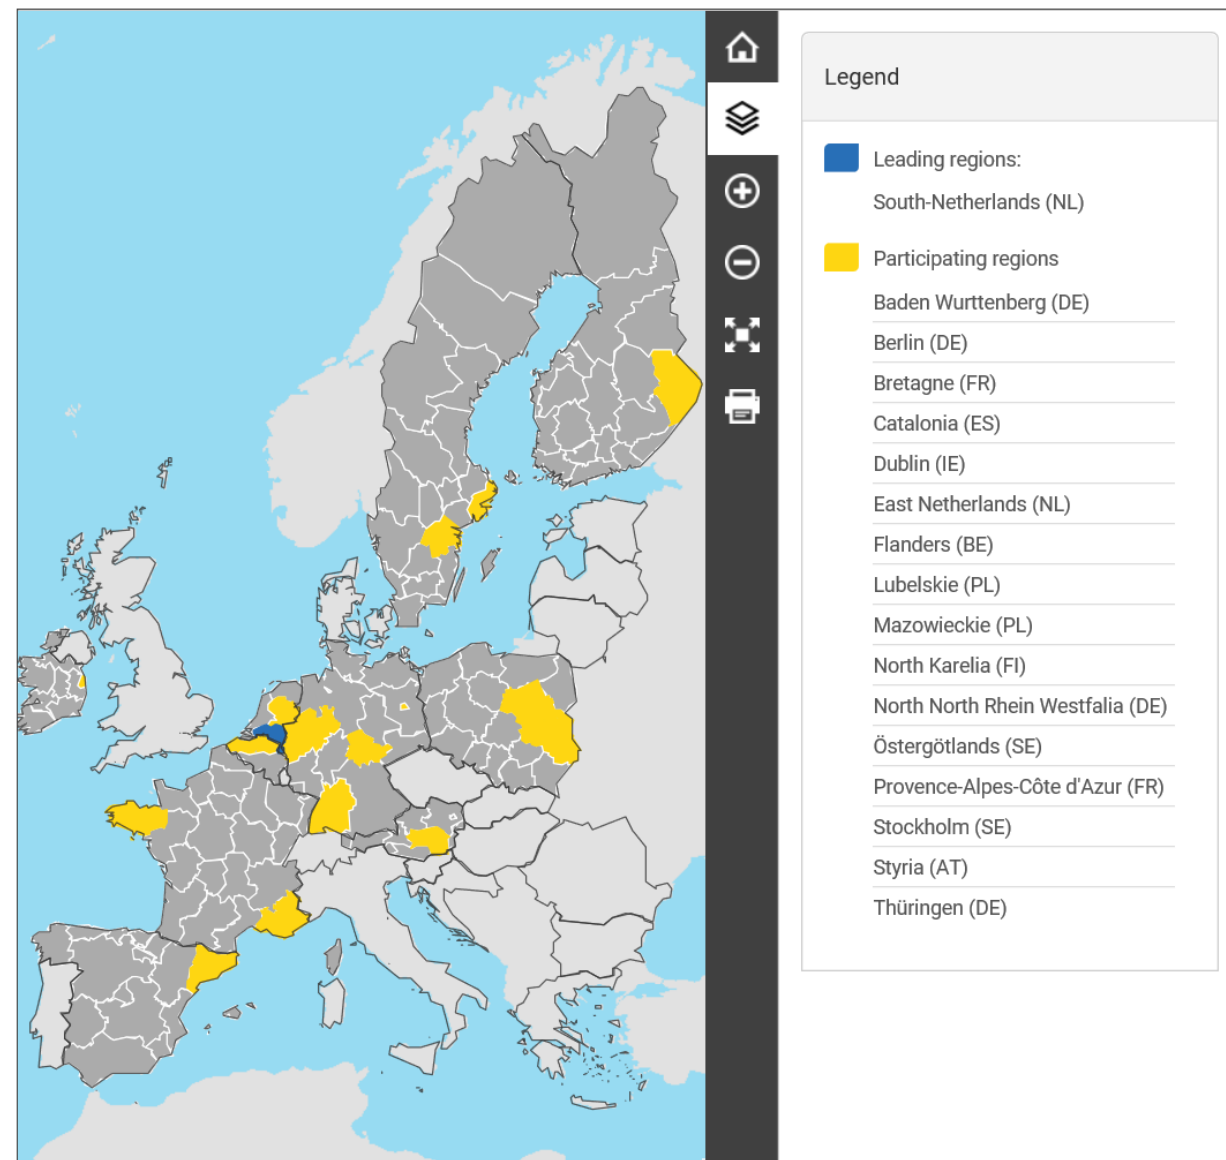 Legend
Leading regions:
South-Netherlands (NL)
Participating regions
Baden Wurttenberg (DE)
Berlin (DE)
Bretagne (FR)
Catalonia (ES)
Dublin (IE)
East Netherlands (NL)
Flanders (BE)
Lubelskie (PL)
Mazowieckie (PL)
North Karelia (FI)
North North Rhein Westfalia (DE)
Östergötlands (SE)
Provence-Alpes-Côte d'Azur (FR)
Stockholm (SE)
Styria (AT)
Thüringen (DE)